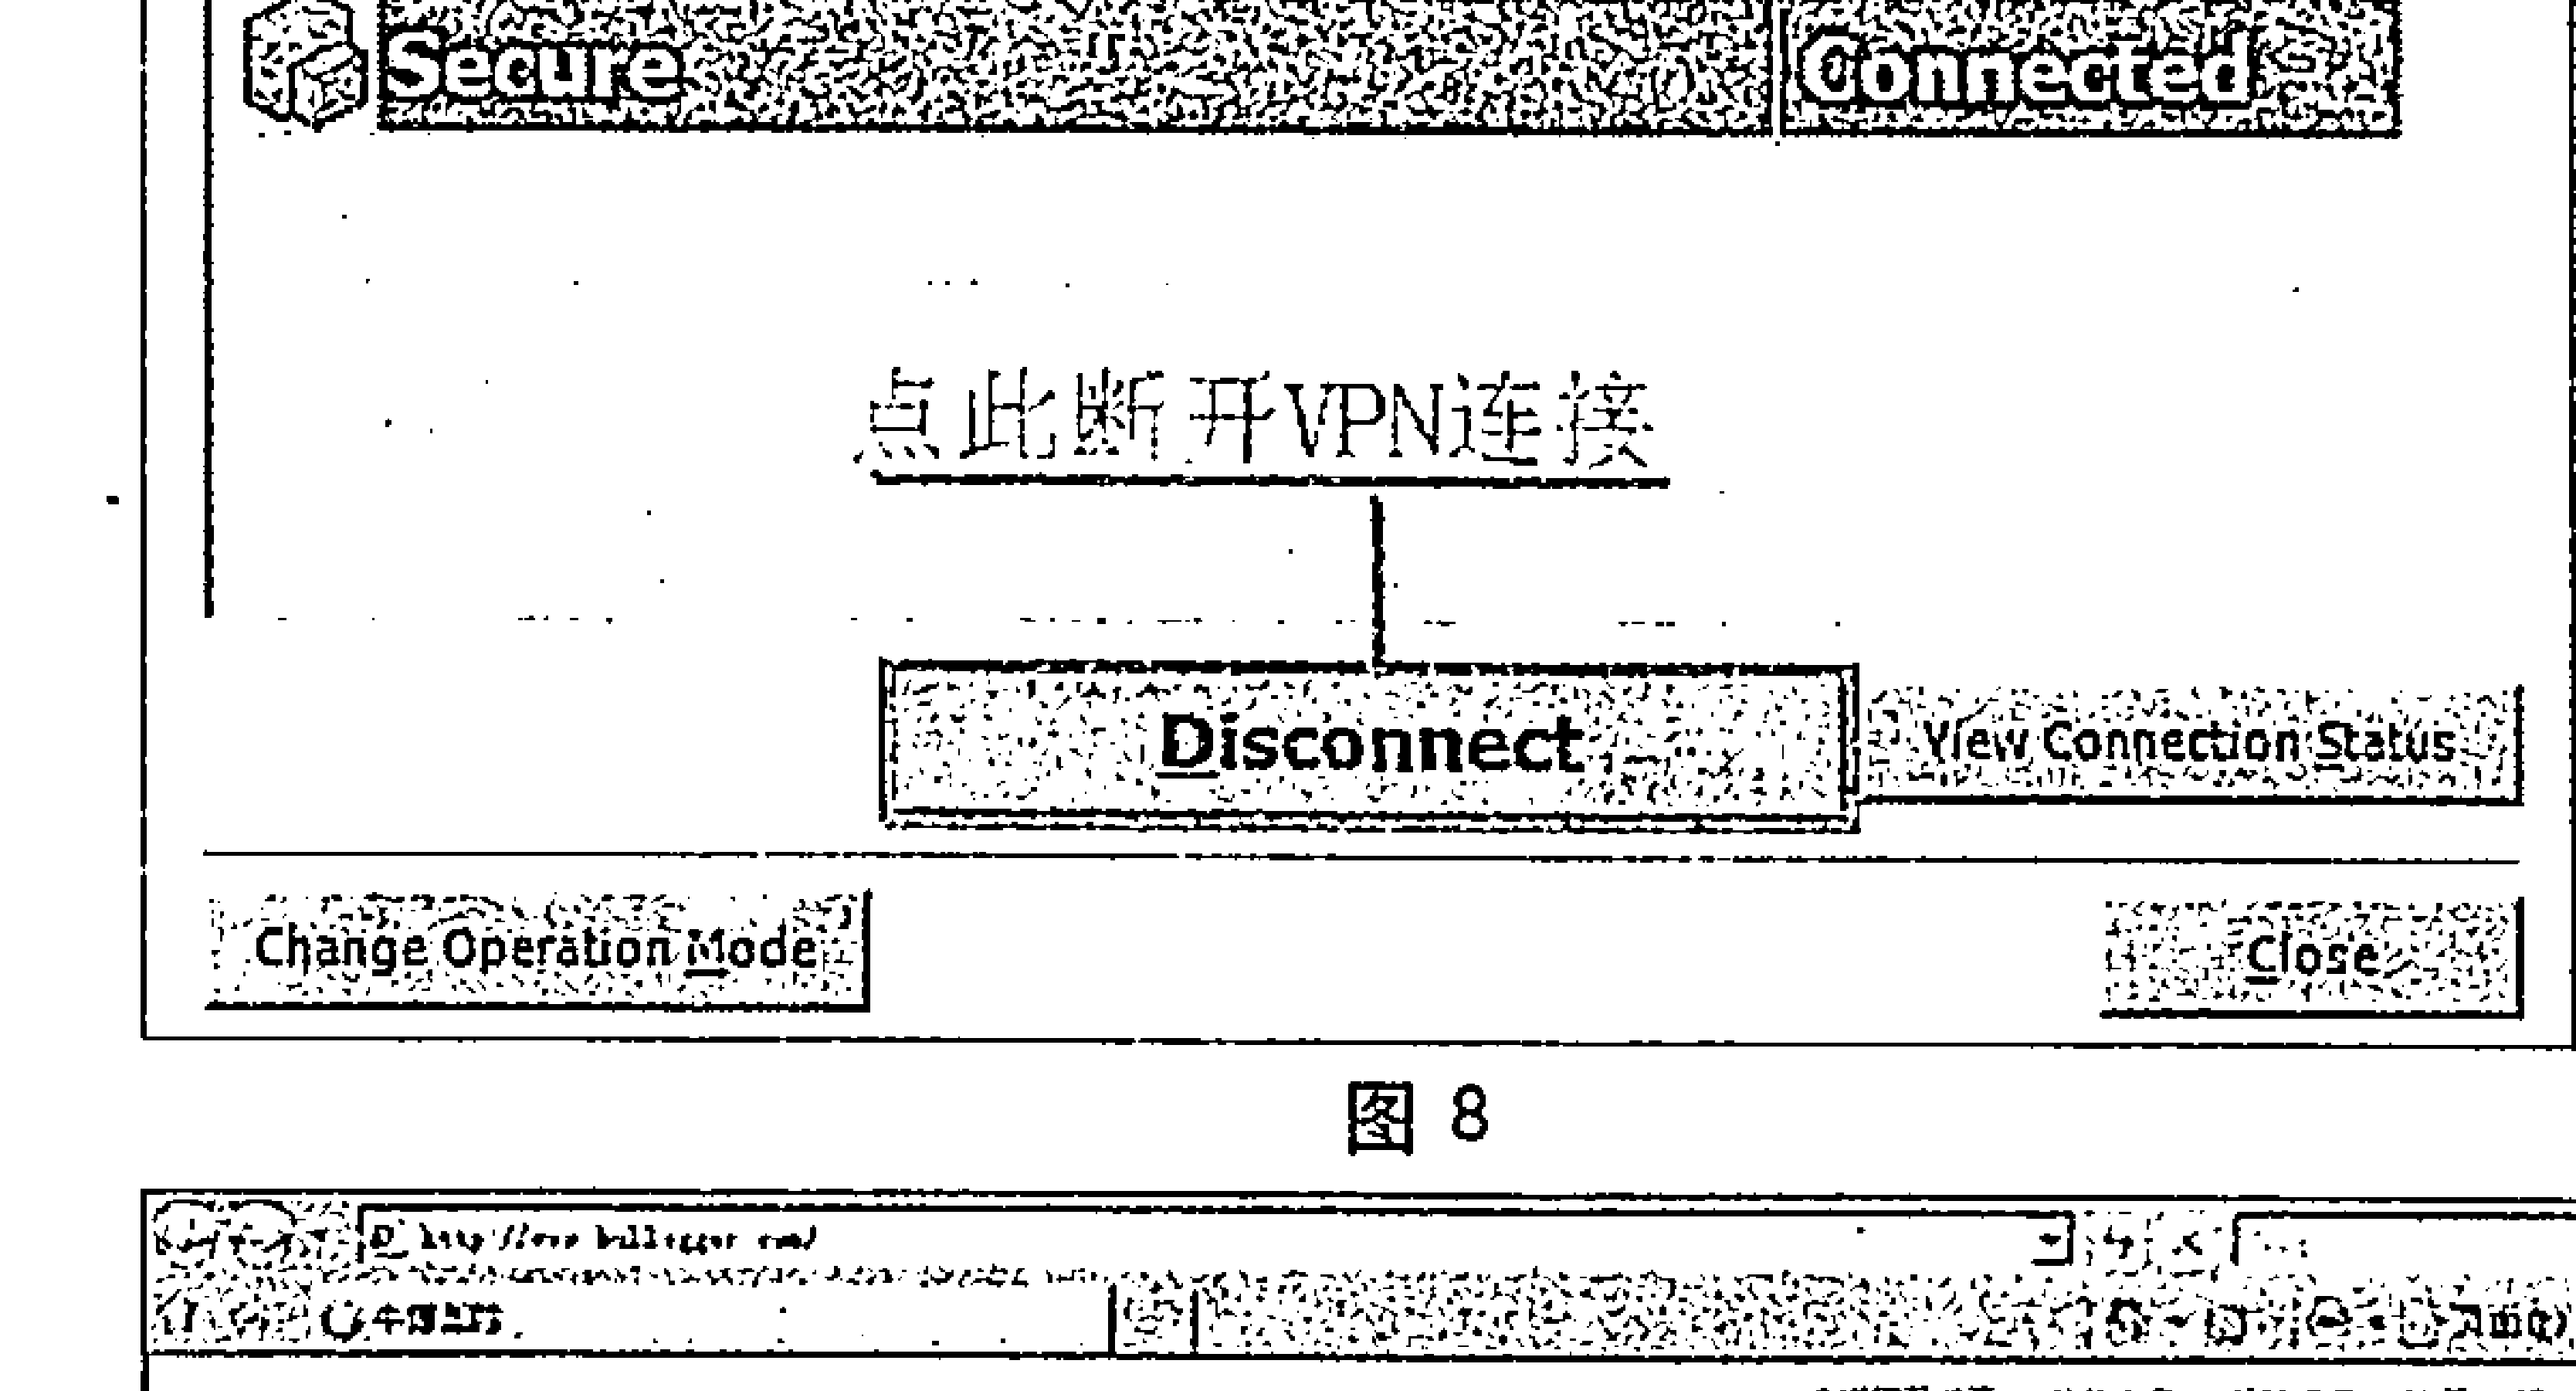 Secure Connected
点此断开VPN连接
Disconnect View Connection Status
Change Operation Mode Close
图 8